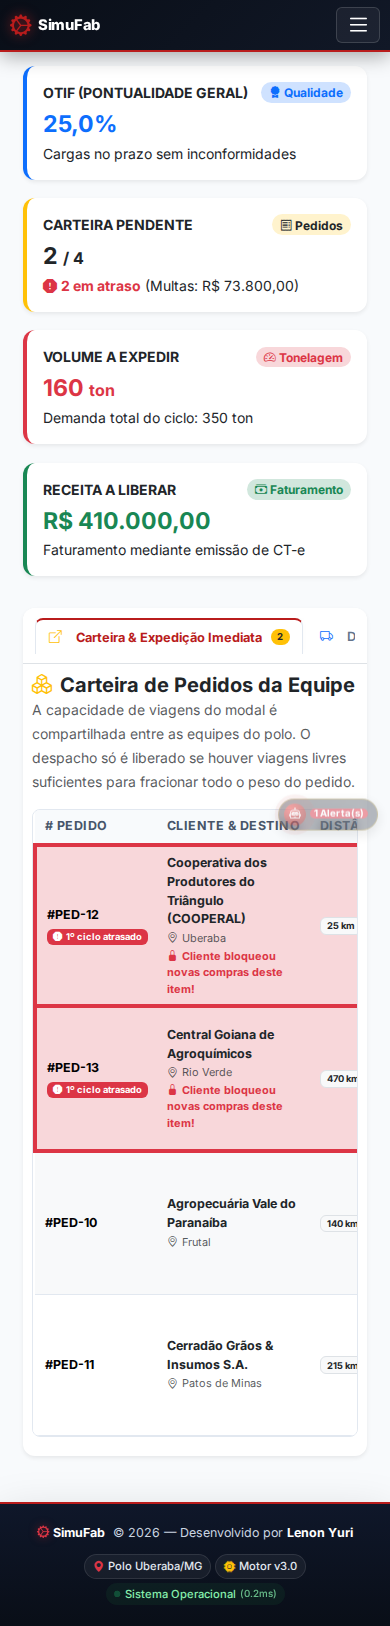 SimuFab
OTIF (PONTUALIDADE GERAL)
Qualidade
25,0%
Cargas no prazo sem inconformidades
CARTEIRA PENDENTE
Pedidos
2 / 4
2 em atraso (Multas: R$ 73.800,00)
VOLUME A EXPEDIR
Tonelagem
160 ton
Demanda total do ciclo: 350 ton
RECEITA A LIBERAR
Faturamento
R$ 410.000,00
Faturamento mediante emissão de CT-e
Carteira & Expedição Imediata 2
D
Carteira de Pedidos da Equipe
A capacidade de viagens do modal é
compartilhada entre as equipes do polo. O
despacho só é liberado se houver viagens livres
suficientes para fracionar todo o peso do pedido.
1 Alerta(s)
# PEDIDO CLIENTE & DESTINO DISTÂ
#PED-12
1º ciclo atrasado
Cooperativa dos
Produtores do
Triângulo
(COOPERAL)
Uberaba
Cliente bloqueou
novas compras deste
item!
25 km
#PED-13
1º ciclo atrasado
Central Goiana de
Agroquímicos
Rio Verde
Cliente bloqueou
novas compras deste
item!
470 km
#PED-10
Agropecuária Vale do
Paranaíba
Frutal
140 km
#PED-11
Cerradão Grãos &
Insumos S.A.
Patos de Minas
215 km
SimuFab © 2026 — Desenvolvido por Lenon Yuri
Polo Uberaba/MG Motor v3.0
Sistema Operacional (0.2ms)